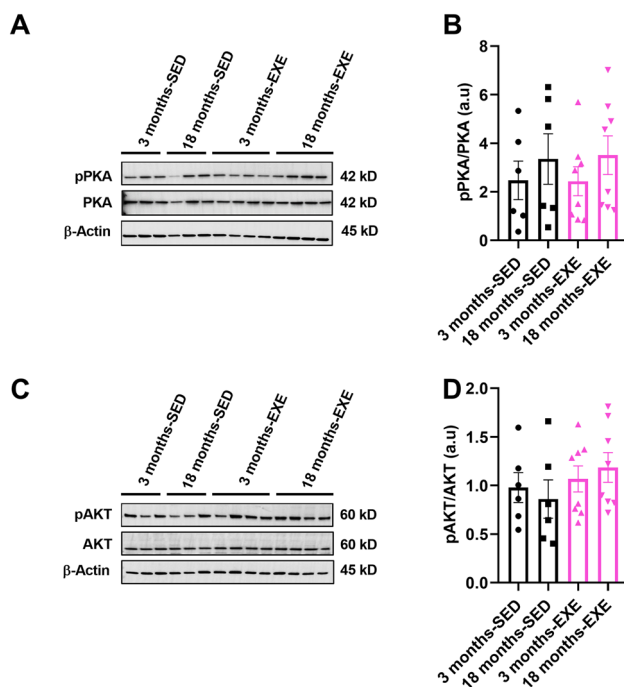 A
3 months-SED
18 months-SED
3 months-EXE
18 months-EXE
pPKA
42 kD
PKA
42 kD
β-Actin
45 kD
B
pPKA/PKA (a.u)
8
6
4
2
0
3 months-SED
18 months-SED
3 months-EXE
18 months-EXE
C
3 months-SED
18 months-SED
3 months-EXE
18 months-EXE
pAKT
60 kD
AKT
60 kD
β-Actin
45 kD
D
pAKT/AKT (a.u)
2.0
1.5
1.0
0.5
0.0
3 months-SED
18 months-SED
3 months-EXE
18 months-EXE